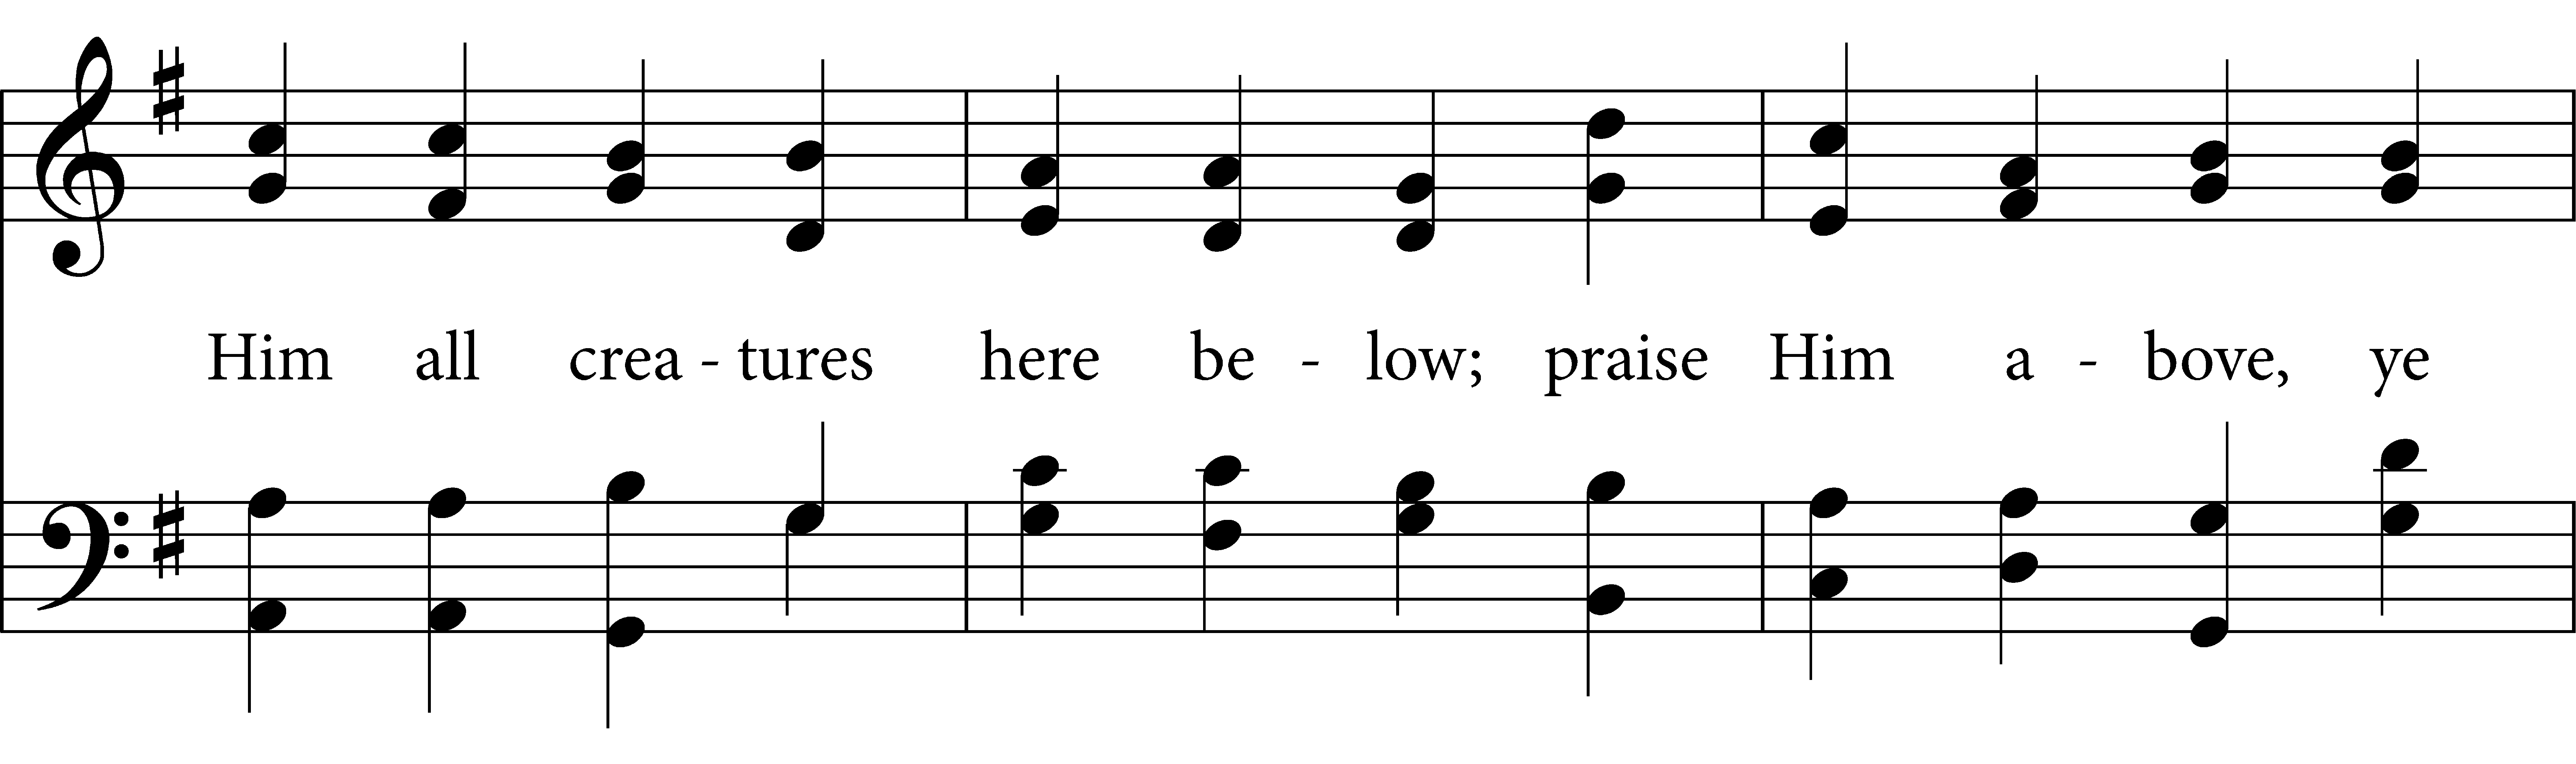 Him all crea - tures here be - low; praise Him a - bove, ye